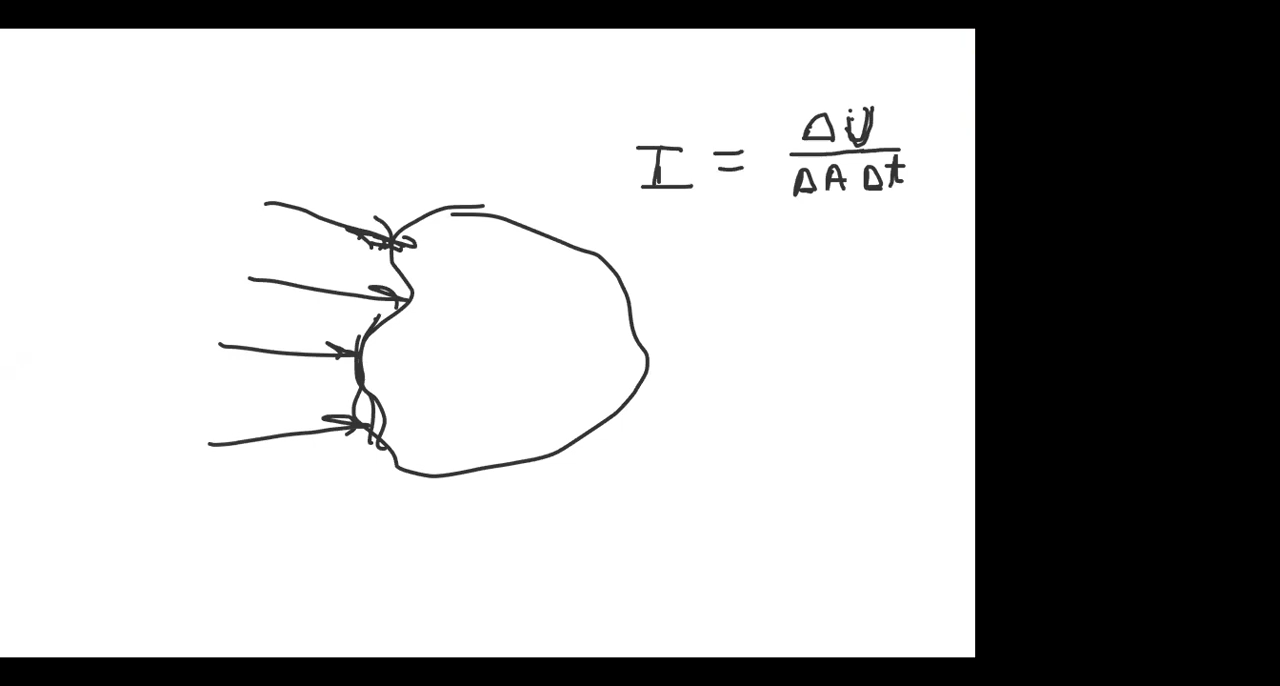 I = ΔU / ΔA Δt